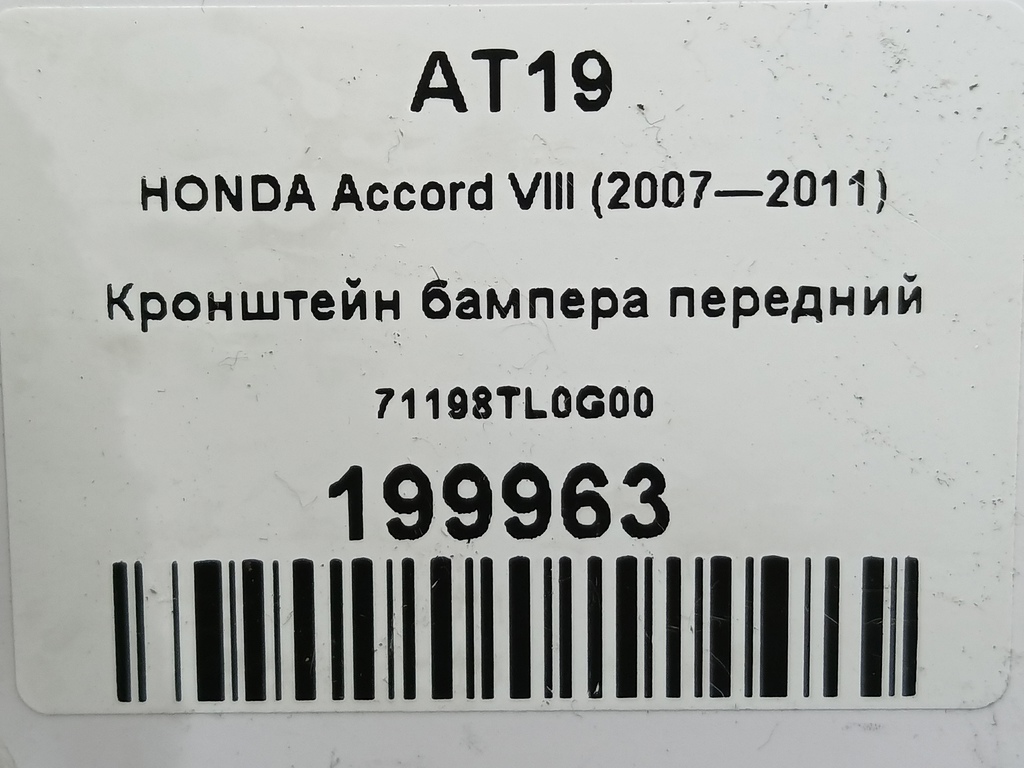 AT19
HONDA Accord VIII (2007—2011)
Кронштейн бампера передний
71198TL0G00
199963